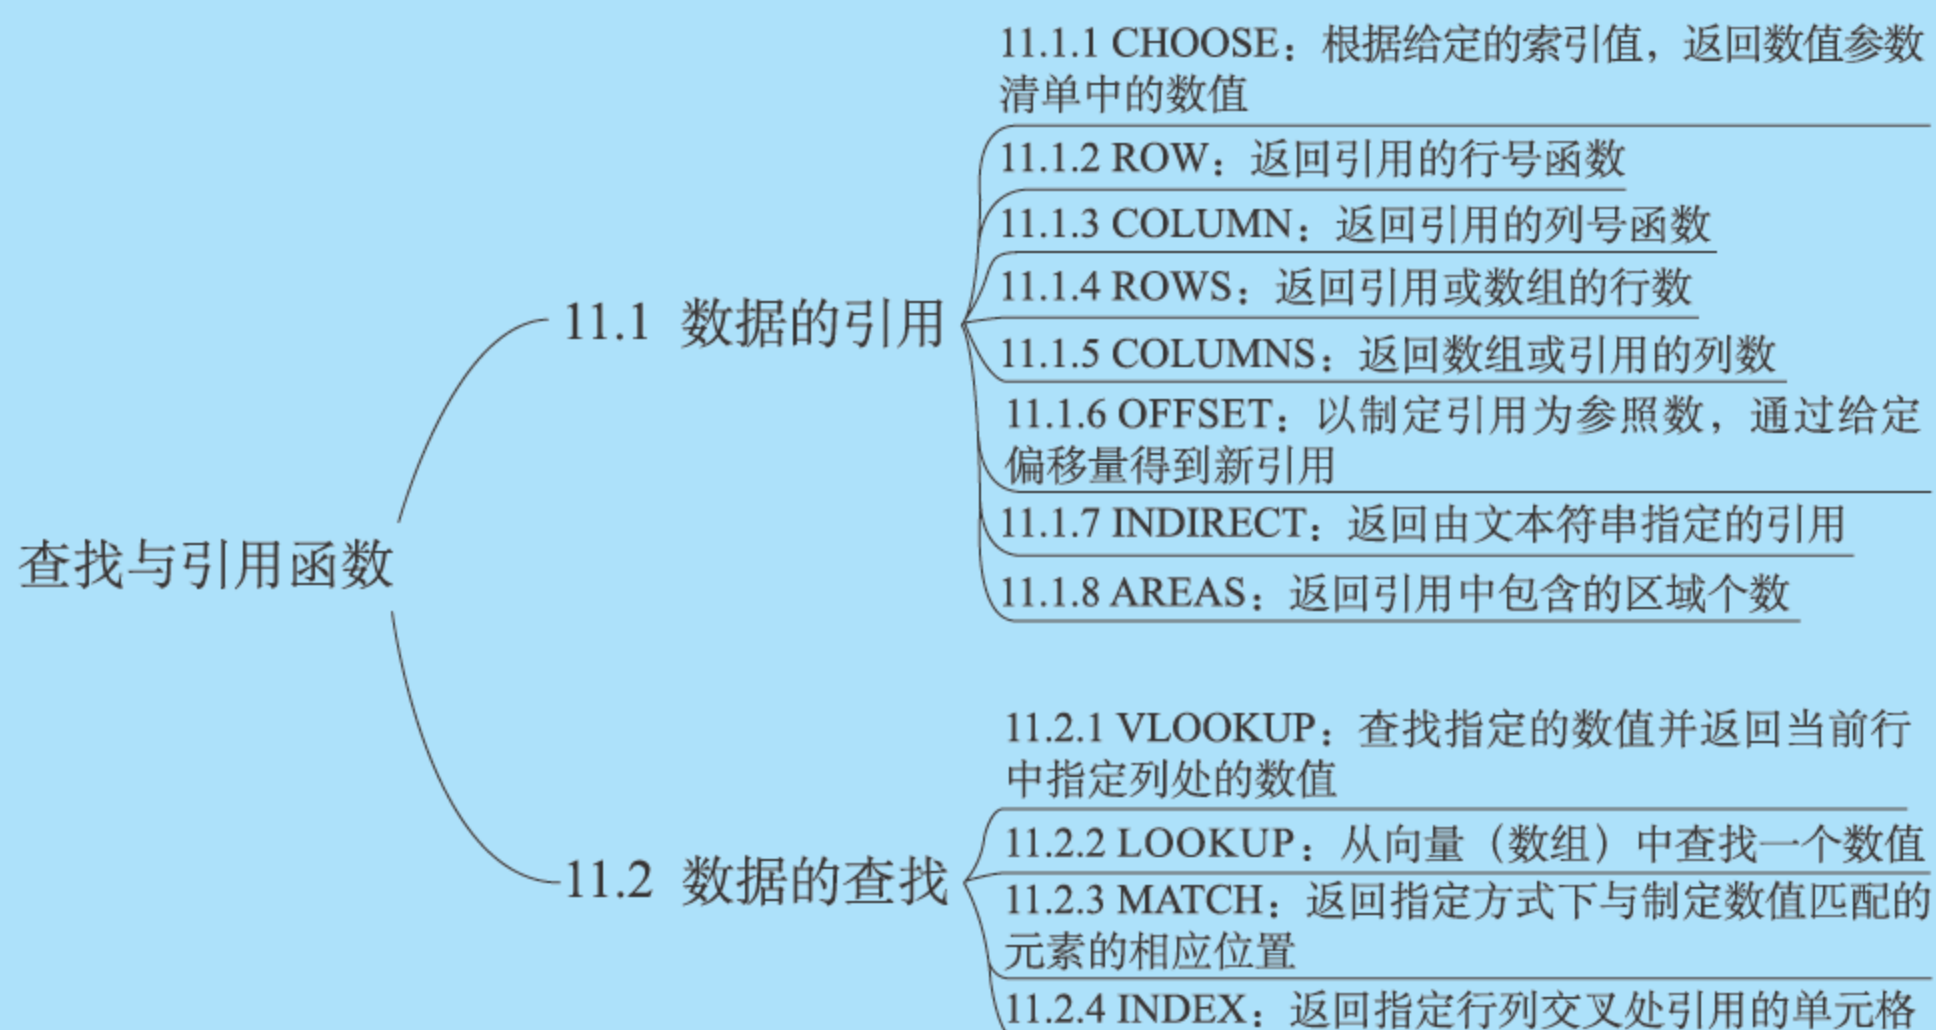 查找与引用函数
11.1 数据的引用
11.1.1 CHOOSE：根据给定的索引值，返回数值参数
清单中的数值
11.1.2 ROW：返回引用的行号函数
11.1.3 COLUMN：返回引用的列号函数
11.1.4 ROWS：返回引用或数组的行数
11.1.5 COLUMNS：返回数组或引用的列数
11.1.6 OFFSET：以制定引用为参照数，通过给定
偏移量得到新引用
11.1.7 INDIRECT：返回由文本符串指定的引用
11.1.8 AREAS：返回引用中包含的区域个数
11.2 数据的查找
11.2.1 VLOOKUP：查找指定的数值并返回当前行
中指定列处的数值
11.2.2 LOOKUP：从向量（数组）中查找一个数值
11.2.3 MATCH：返回指定方式下与制定数值匹配的
元素的相应位置
11.2.4 INDEX：返回指定行列交叉处引用的单元格